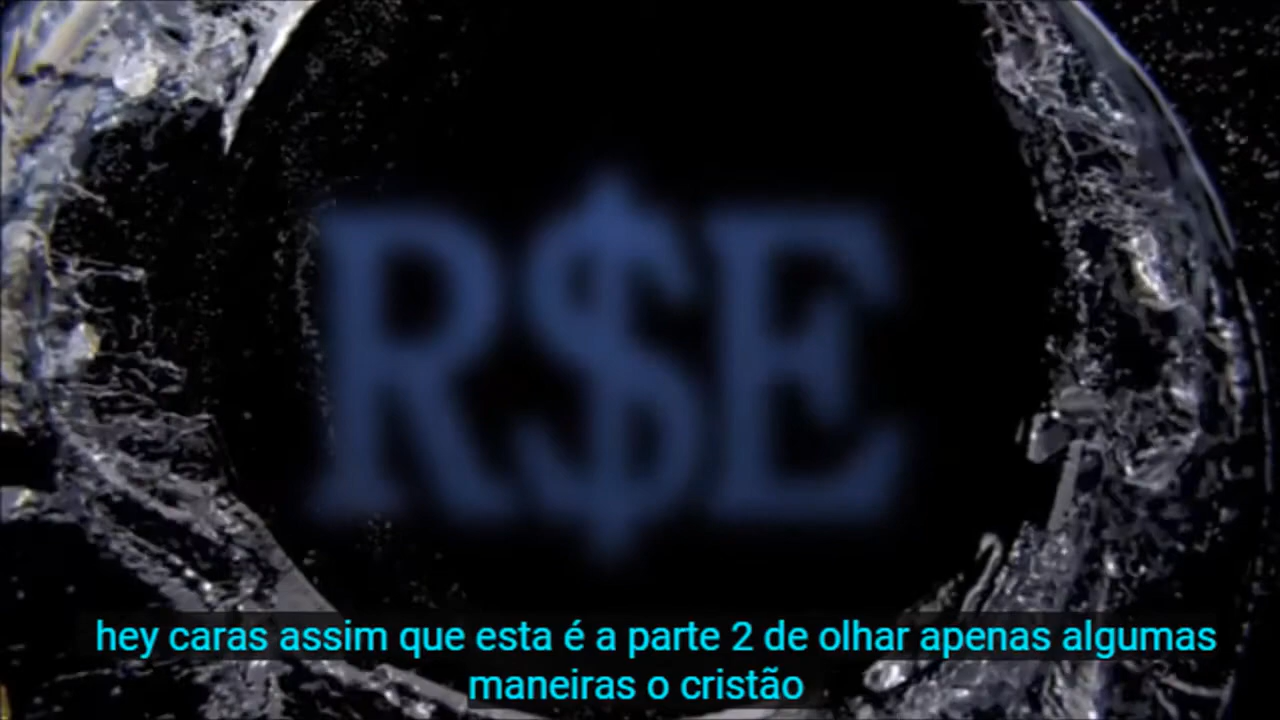 R$E
hey caras assim que esta é a parte 2 de olhar apenas algumas
maneiras o cristão